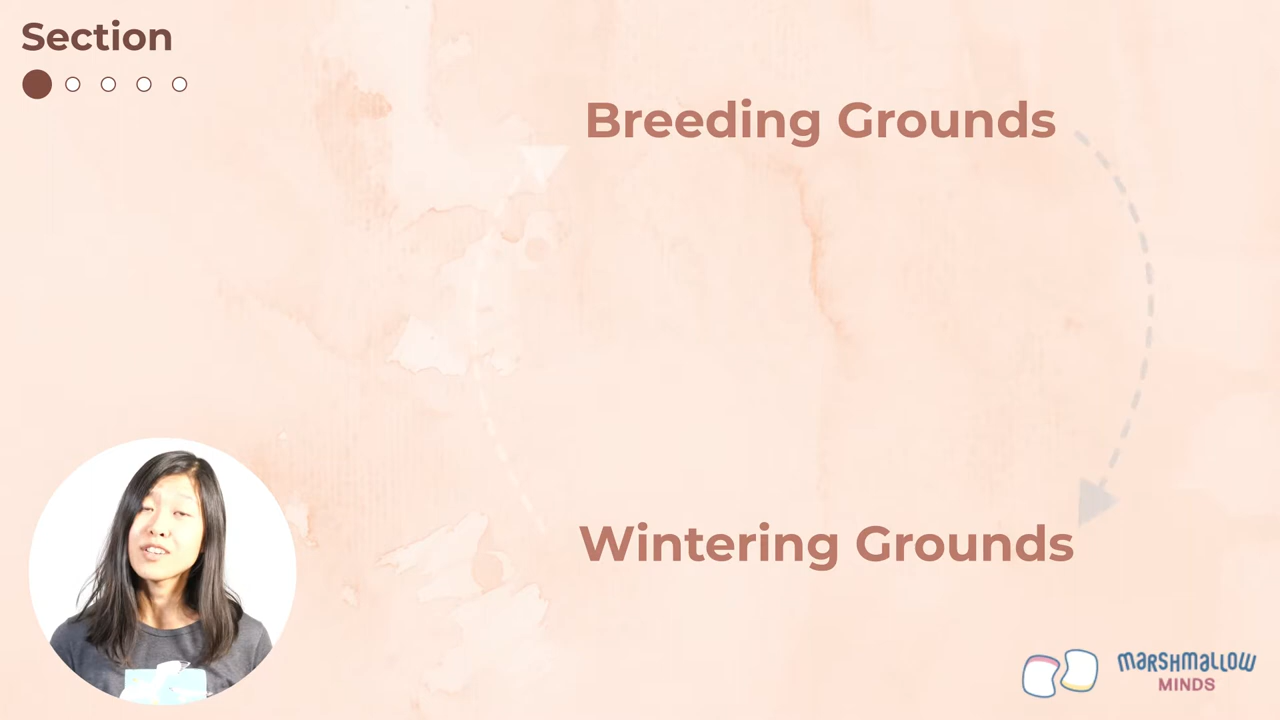 Section
Breeding Grounds
Wintering Grounds
MARSHMALLOW
MINDS